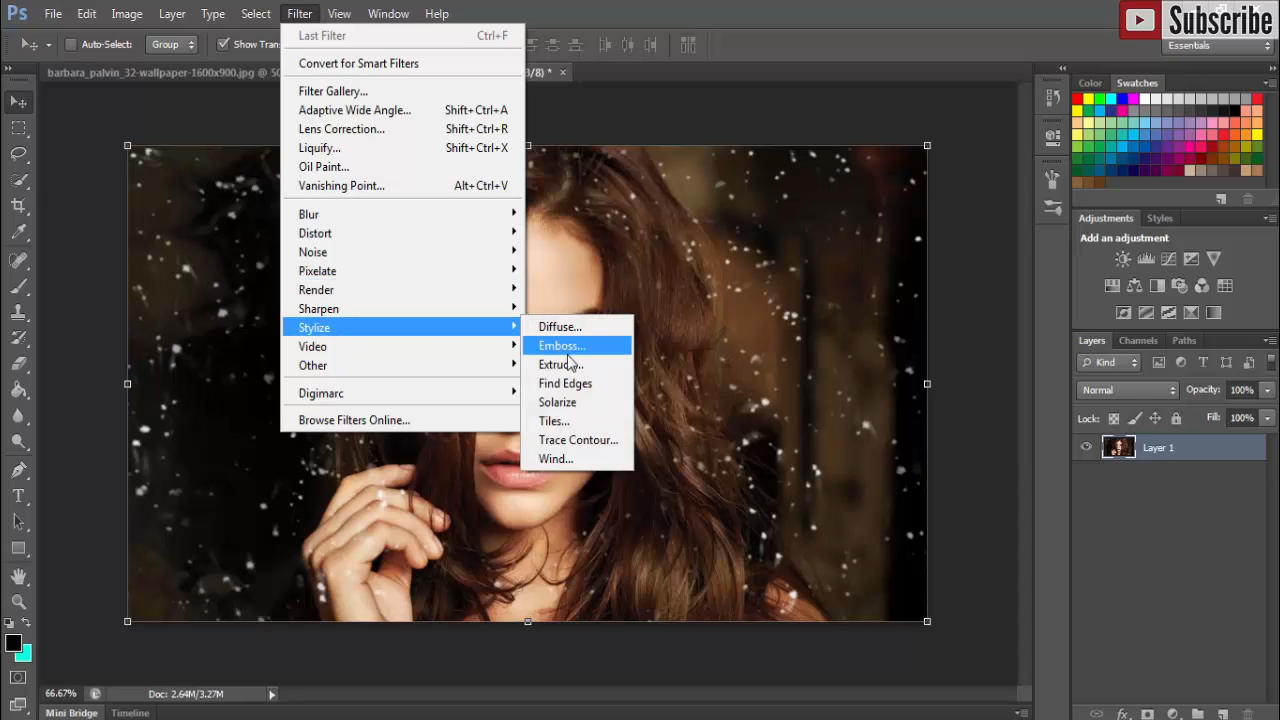 Ps File Edit Image Layer Type Select Filter View Window Help
Subscribe
Auto-Select: Group Show Tran
Essentials
barbara_palvin_32-wallpaper-1600x900.jpg @ 50 3/8) * ×
Last Filter Ctrl+F
Convert for Smart Filters
Filter Gallery...
Adaptive Wide Angle... Shift+Ctrl+A
Lens Correction... Shift+Ctrl+R
Liquify... Shift+Ctrl+X
Oil Paint...
Vanishing Point... Alt+Ctrl+V
Blur
Distort
Noise
Pixelate
Render
Sharpen
Stylize
Video
Other
Digimarc
Browse Filters Online...
Diffuse...
Emboss...
Extrude...
Find Edges
Solarize
Tiles...
Trace Contour...
Wind...
Color Swatches
Adjustments Styles
Add an adjustment
Layers Channels Paths
Kind
Normal Opacity: 100%
Lock: Fill: 100%
Layer 1
66.67% Doc: 2.64M/3.27M
Mini Bridge Timeline